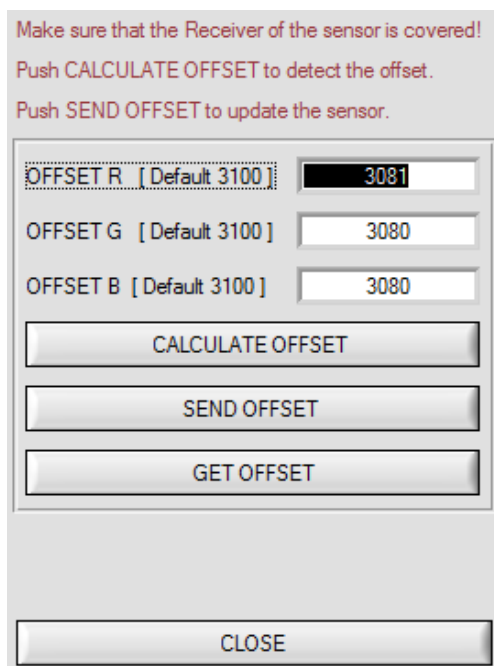 Make sure that the Receiver of the sensor is covered!
Push CALCULATE OFFSET to detect the offset.
Push SEND OFFSET to update the sensor.
OFFSET R [ Default 3100 ] 3081
OFFSET G [ Default 3100 ] 3080
OFFSET B [ Default 3100 ] 3080
CALCULATE OFFSET
SEND OFFSET
GET OFFSET
CLOSE